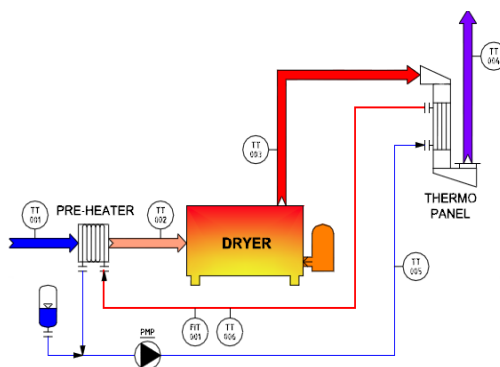 TT
004
TT
003
THERMO
PANEL
PRE-HEATER
TT
001
TT
002
DRYER
TT
005
PMP
FIT
001
TT
006